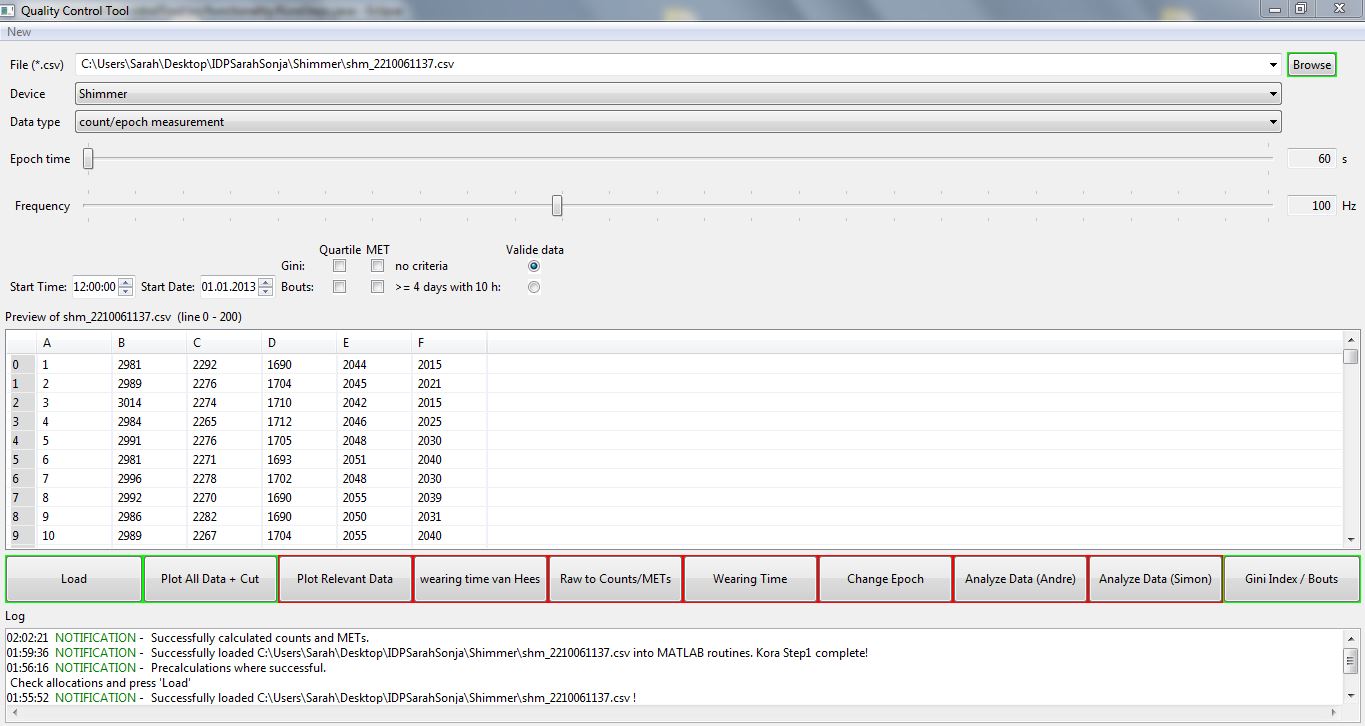 Quality Control Tool
New
File (*.csv) C:\Users\Sarah\Desktop\IDPSarahSonja\Shimmer\shm_2210061137.csv Browse
Device Shimmer
Data type count/epoch measurement
Epoch time 60 s
Frequency 100 Hz
Quartile MET Valide data
Gini: no criteria
Start Time: 12:00:00 Start Date: 01.01.2013 Bouts: >= 4 days with 10 h:
Preview of shm_2210061137.csv (line 0 - 200)
A B C D E F
0 1 2981 2292 1690 2044 2015
1 2 2989 2276 1704 2045 2021
2 3 3014 2274 1710 2042 2015
3 4 2984 2265 1712 2046 2025
4 5 2991 2276 1705 2048 2030
5 6 2981 2271 1693 2051 2040
6 7 2996 2278 1702 2048 2030
7 8 2992 2270 1690 2055 2039
8 9 2986 2282 1690 2050 2031
9 10 2989 2267 1704 2055 2040
Load Plot All Data + Cut Plot Relevant Data wearing time van Hees Raw to Counts/METs Wearing Time Change Epoch Analyze Data (Andre) Analyze Data (Simon) Gini Index / Bouts
Log
02:02:21 NOTIFICATION - Successfully calculated counts and METs.
01:59:36 NOTIFICATION - Successfully loaded C:\Users\Sarah\Desktop\IDPSarahSonja\Shimmer\shm_2210061137.csv into MATLAB routines. Kora Step1 complete!
01:56:16 NOTIFICATION - Precalculations where successful.
Check allocations and press 'Load'
01:55:52 NOTIFICATION - Successfully loaded C:\Users\Sarah\Desktop\IDPSarahSonja\Shimmer\shm_2210061137.csv !